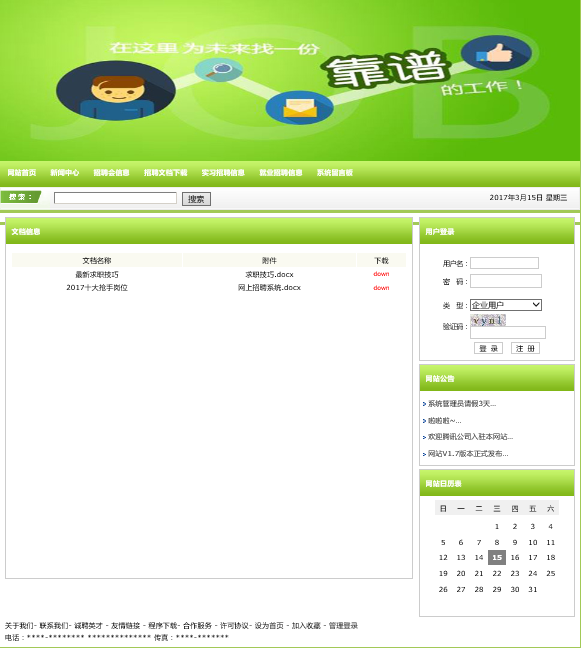 JOB
在这里 为未来找一份
靠谱
的工作！
网站首页 新闻中心 招聘会信息 招聘文档下载 实习招聘信息 就业招聘信息 系统留言板
搜索： 搜索 2017年3月15日 星期三
文档信息
文档名称 附件 下载
最新求职技巧 求职技巧.docx down
2017十大抢手岗位 网上招聘系统.docx down
用户登录
用户名：
密 码：
类 型： 企业用户
验证码：
登 录 注 册
网站公告
系统管理员请假3天...
啦啦啦~...
欢迎腾讯公司入驻本网站...
网站V1.7版本正式发布...
网站日历表
日 一 二 三 四 五 六
1 2 3 4
5 6 7 8 9 10 11
12 13 14 15 16 17 18
19 20 21 22 23 24 25
26 27 28 29 30 31
关于我们- 联系我们- 诚聘英才 - 友情链接 - 程序下载- 合作服务 - 许可协议- 设为首页 - 加入收藏 - 管理登录
电话：****-******** ************** 传真：****-*******